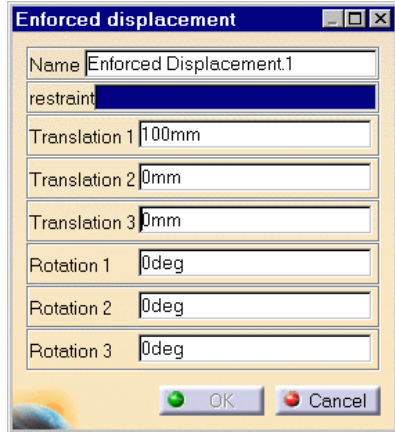 Enforced displacement
Name Enforced Displacement.1
restraint
Translation 1 100mm
Translation 2 0mm
Translation 3 0mm
Rotation 1 0deg
Rotation 2 0deg
Rotation 3 0deg
OK Cancel